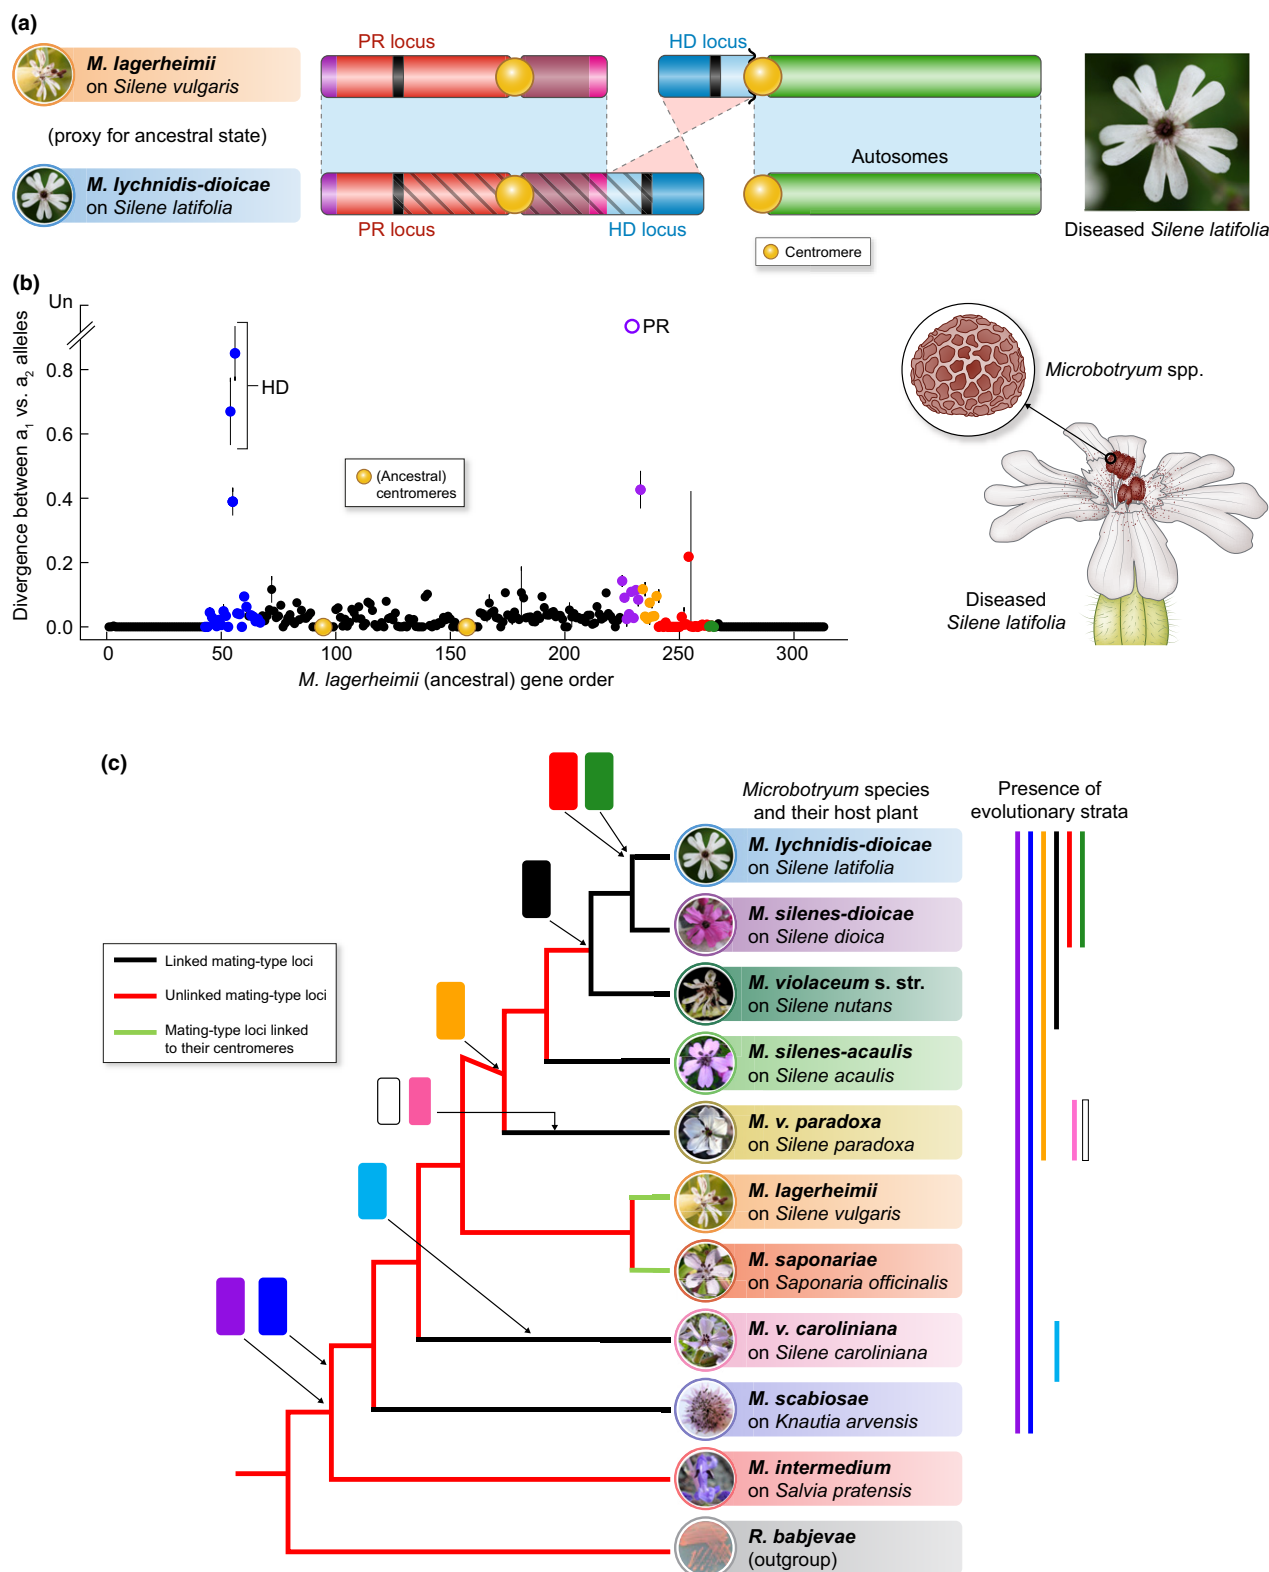 (a)
M. lagerheimii
on Silene vulgaris
(proxy for ancestral state)
M. lychnidis-dioicae
on Silene latifolia
PR locus
HD locus
Autosomes
PR locus
HD locus
Centromere
Diseased Silene latifolia
(b)
Divergence between a1 vs. a2 alleles
Un
0.8
0.6
0.4
0.2
0.0
HD
PR
(Ancestral)
centromeres
0
50
100
150
200
250
300
M. lagerheimii (ancestral) gene order
Microbotryum spp.
Diseased
Silene latifolia
(c)
Microbotryum species
and their host plant
Presence of
evolutionary strata
Linked mating-type loci
Unlinked mating-type loci
Mating-type loci linked
to their centromeres
M. lychnidis-dioicae
on Silene latifolia
M. silenes-dioicae
on Silene dioica
M. violaceum s. str.
on Silene nutans
M. silenes-acaulis
on Silene acaulis
M. v. paradoxa
on Silene paradoxa
M. lagerheimii
on Silene vulgaris
M. saponariae
on Saponaria officinalis
M. v. caroliniana
on Silene caroliniana
M. scabiosae
on Knautia arvensis
M. intermedium
on Salvia pratensis
R. babjevae
(outgroup)